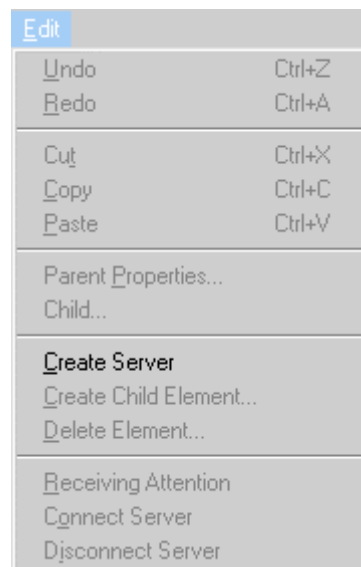 Edit
Undo Ctrl+Z
Redo Ctrl+A
Cut Ctrl+X
Copy Ctrl+C
Paste Ctrl+V
Parent Properties...
Child...
Create Server
Create Child Element...
Delete Element...
Receiving Attention
Connect Server
Disconnect Server